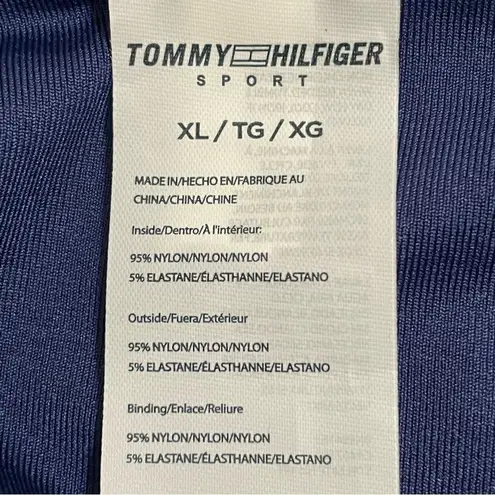 TOMMY HILFIGER
SPORT
XL / TG / XG
MADE IN/HECHO EN/FABRIQUE AU
CHINA/CHINA/CHINE
Inside/Dentro/À l'intérieur:
95% NYLON/NYLON/NYLON
5% ELASTANE/ÉLASTHANNE/ELASTANO
Outside/Fuera/Extérieur
95% NYLON/NYLON/NYLON
5% ELASTANE/ÉLASTHANNE/ELASTANO
Binding/Enlace/Reliure
95% NYLON/NYLON/NYLON
5% ELASTANE/ÉLASTHANNE/ELASTANO